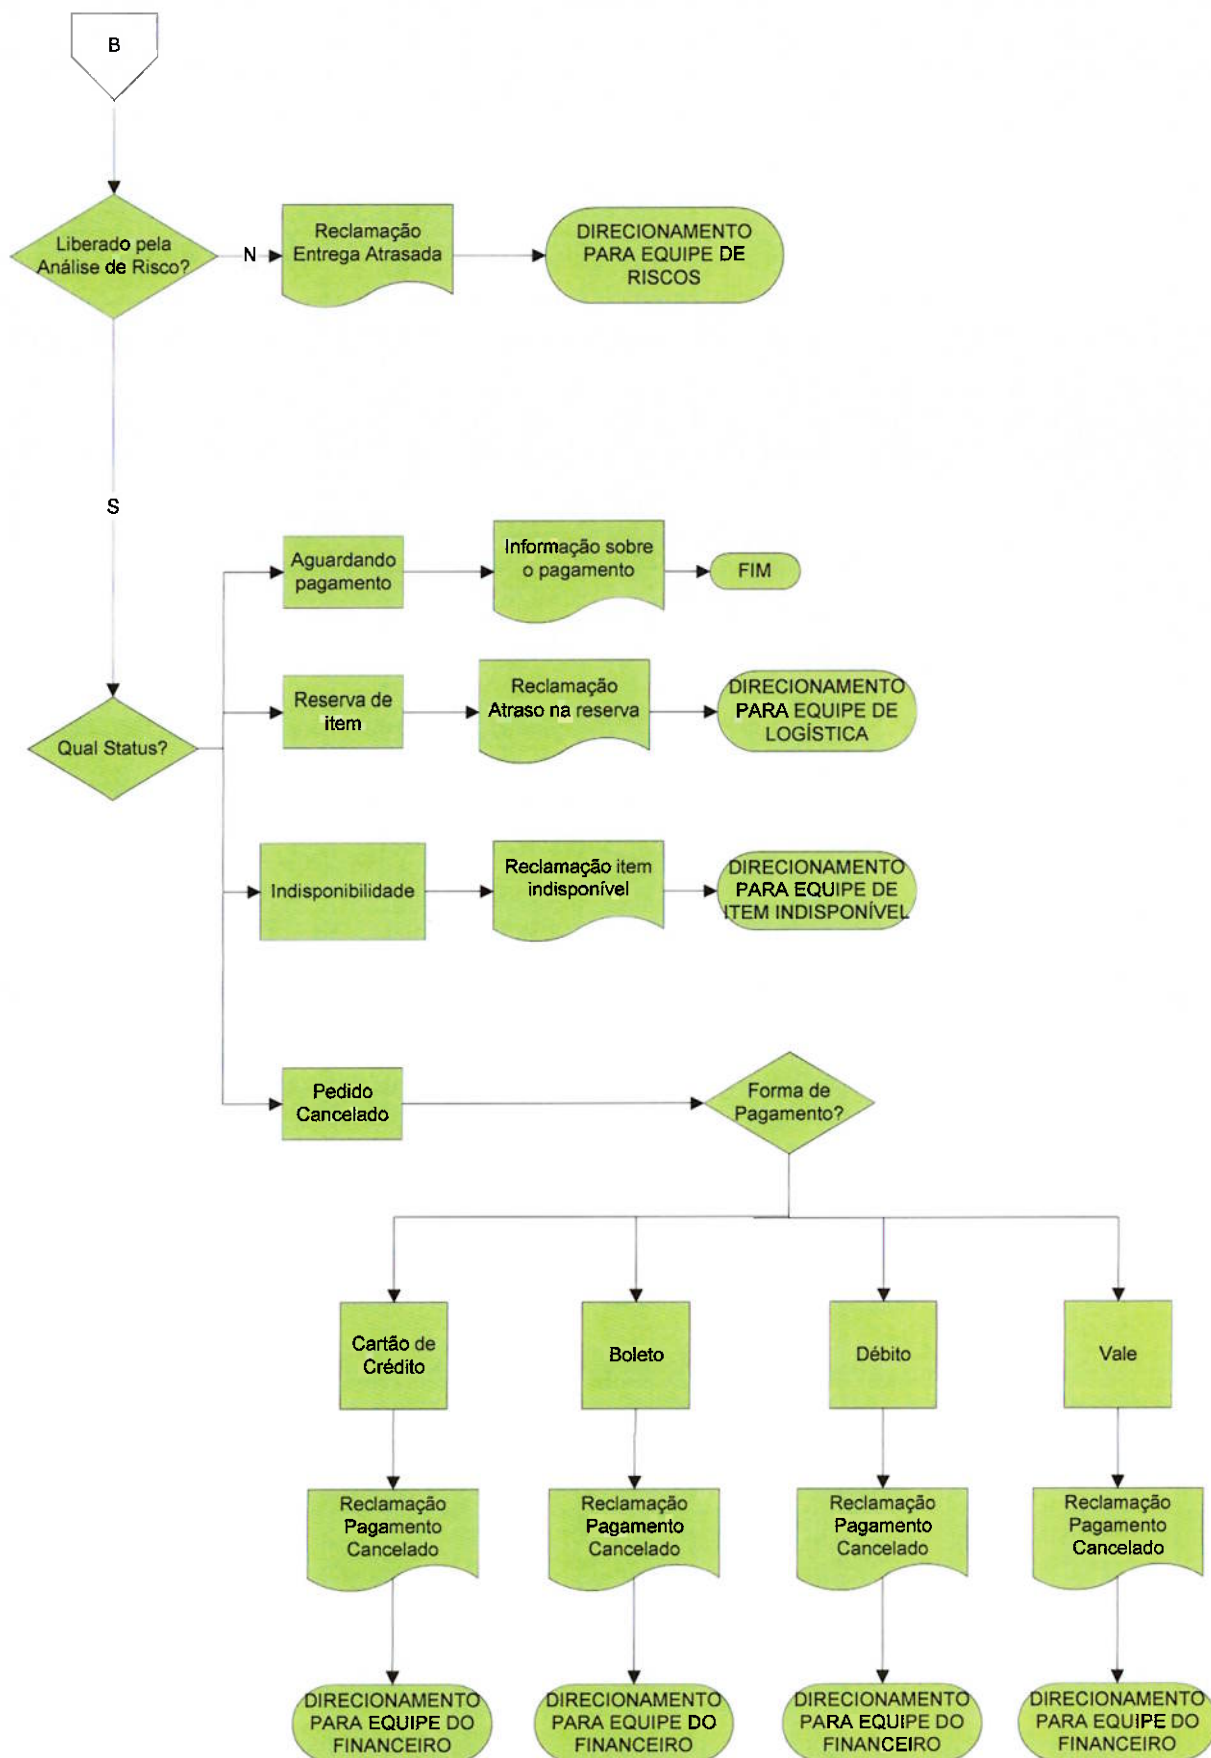 B
Liberado pela
Análise de Risco?
N
Reclamação
Entrega Atrasada
DIRECIONAMENTO
PARA EQUIPE DE
RISCOS
S
Aguardando
pagamento
Informação sobre
o pagamento
FIM
Qual Status?
Reserva de
item
Reclamação
Atraso na reserva
DIRECIONAMENTO
PARA EQUIPE DE
LOGÍSTICA
Indisponibilidade
Reclamação item
indisponível
DIRECIONAMENTO
PARA EQUIPE DE
ITEM INDISPONÍVEL
Pedido
Cancelado
Forma de
Pagamento?
Cartão de
Crédito
Boleto
Débito
Vale
Reclamação
Pagamento
Cancelado
Reclamação
Pagamento
Cancelado
Reclamação
Pagamento
Cancelado
Reclamação
Pagamento
Cancelado
DIRECIONAMENTO
PARA EQUIPE DO
FINANCEIRO
DIRECIONAMENTO
PARA EQUIPE DO
FINANCEIRO
DIRECIONAMENTO
PARA EQUIPE DO
FINANCEIRO
DIRECIONAMENTO
PARA EQUIPE DO
FINANCEIRO